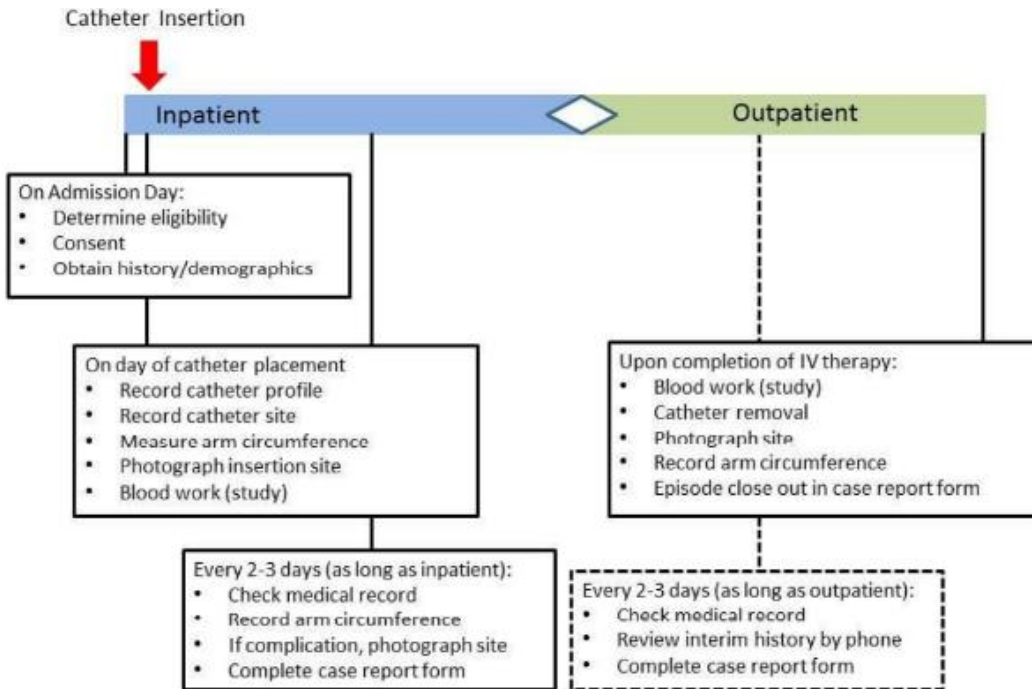 Catheter Insertion
Inpatient
Outpatient
On Admission Day:
• Determine eligibility
• Consent
• Obtain history/demographics
On day of catheter placement
• Record catheter profile
• Record catheter site
• Measure arm circumference
• Photograph insertion site
• Blood work (study)
Upon completion of IV therapy:
• Blood work (study)
• Catheter removal
• Photograph site
• Record arm circumference
• Episode close out in case report form
Every 2-3 days (as long as inpatient):
• Check medical record
• Record arm circumference
• If complication, photograph site
• Complete case report form
Every 2-3 days (as long as outpatient):
• Check medical record
• Review interim history by phone
• Complete case report form